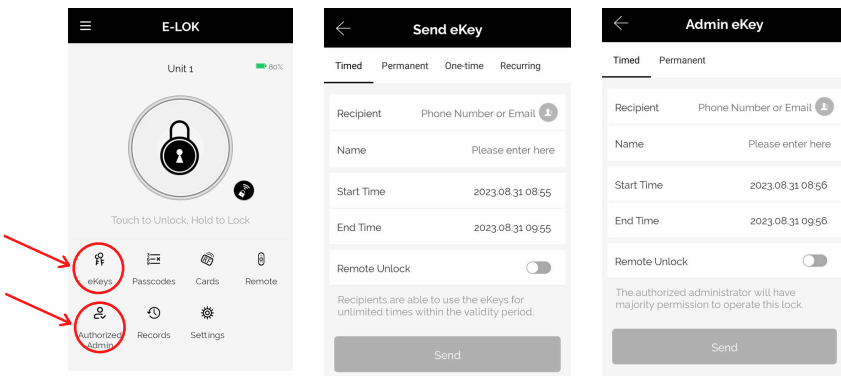 E-LOK
Unit 1
80%
Touch to Unlock, Hold to Lock
eKeys
Passcodes
Cards
Remote
Authorized
Admin
Records
Settings
Send eKey
Timed Permanent One-time Recurring
Recipient Phone Number or Email
Name Please enter here
Start Time 2023.08.31 08:55
End Time 2023.08.31 09:55
Remote Unlock
Recipients are able to use the eKeys for
unlimited times within the validity period.
Send
Admin eKey
Timed Permanent
Recipient Phone Number or Email
Name Please enter here
Start Time 2023.08.31 08:56
End Time 2023.08.31 09:56
Remote Unlock
The authorized administrator will have
majority permission to operate this lock.
Send